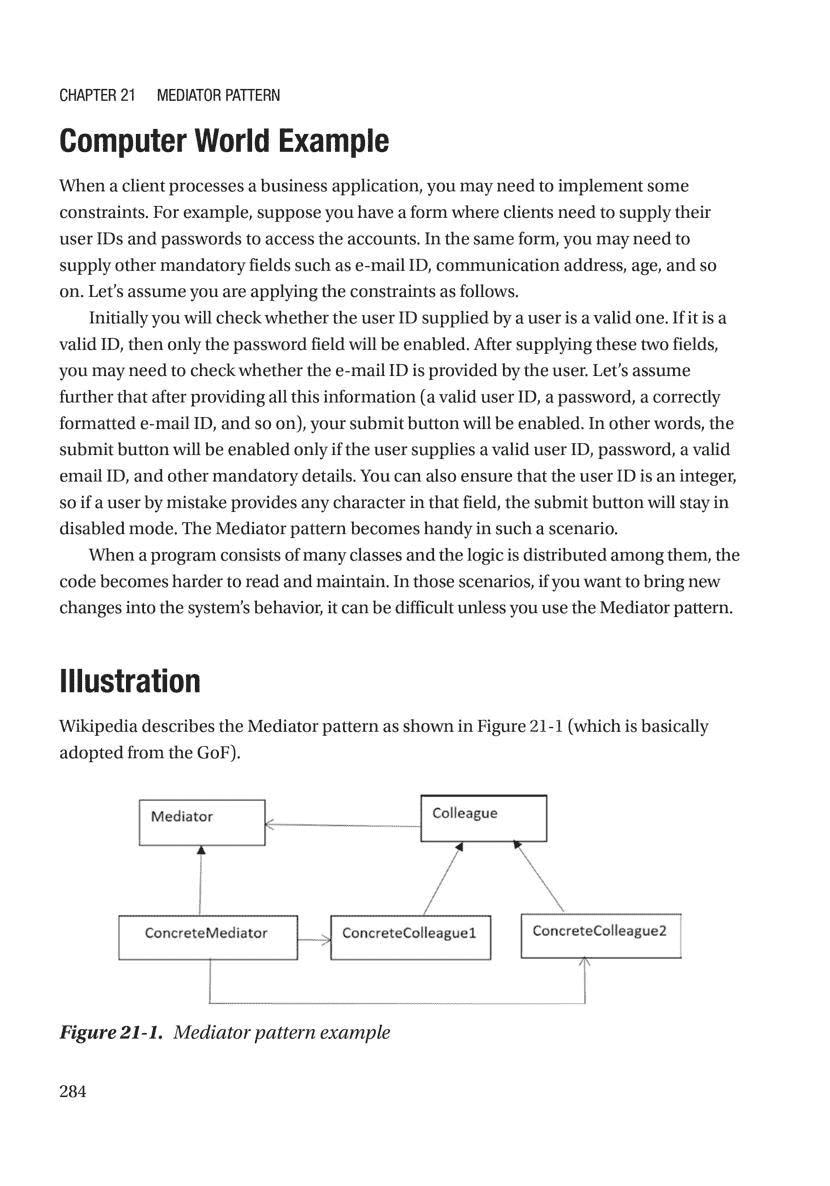 CHAPTER 21 MEDIATOR PATTERN
Computer World Example
When a client processes a business application, you may need to implement some
constraints. For example, suppose you have a form where clients need to supply their
user IDs and passwords to access the accounts. In the same form, you may need to
supply other mandatory fields such as e-mail ID, communication address, age, and so
on. Let’s assume you are applying the constraints as follows.
Initially you will check whether the user ID supplied by a user is a valid one. If it is a
valid ID, then only the password field will be enabled. After supplying these two fields,
you may need to check whether the e-mail ID is provided by the user. Let’s assume
further that after providing all this information (a valid user ID, a password, a correctly
formatted e-mail ID, and so on), your submit button will be enabled. In other words, the
submit button will be enabled only if the user supplies a valid user ID, password, a valid
email ID, and other mandatory details. You can also ensure that the user ID is an integer,
so if a user by mistake provides any character in that field, the submit button will stay in
disabled mode. The Mediator pattern becomes handy in such a scenario.
When a program consists of many classes and the logic is distributed among them, the
code becomes harder to read and maintain. In those scenarios, if you want to bring new
changes into the system’s behavior, it can be difficult unless you use the Mediator pattern.
Illustration
Wikipedia describes the Mediator pattern as shown in Figure 21-1 (which is basically
adopted from the GoF).
Mediator
Colleague
ConcreteMediator
ConcreteColleague1
ConcreteColleague2
Figure 21-1. Mediator pattern example
284